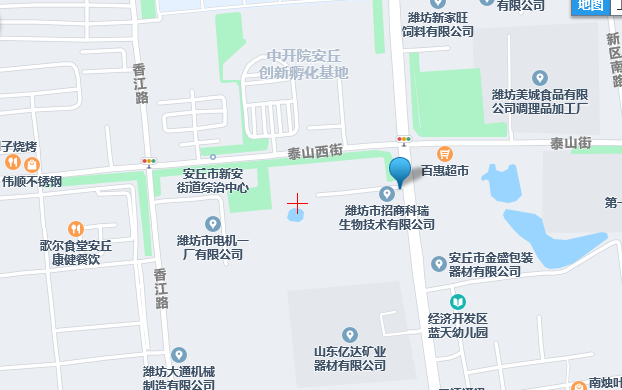 潍坊新家旺
饲料有限公司
有限公司
地图
香江路
中开院安丘
创新孵化基地
新区南路
潍坊美城食品有限
公司调理品加工厂
子烧烤
伟顺不锈钢
泰山西街
泰山街
百惠超市
安丘市新安
街道综治中心
潍坊市招商科瑞
生物技术有限公司
第一
歌尔食堂安丘
康健餐饮
潍坊市电机一
厂有限公司
安丘市金盛包装
器材有限公司
香江路
经济开发区
蓝天幼儿园
山东亿达矿业
器材有限公司
潍坊大通机械
制造有限公司